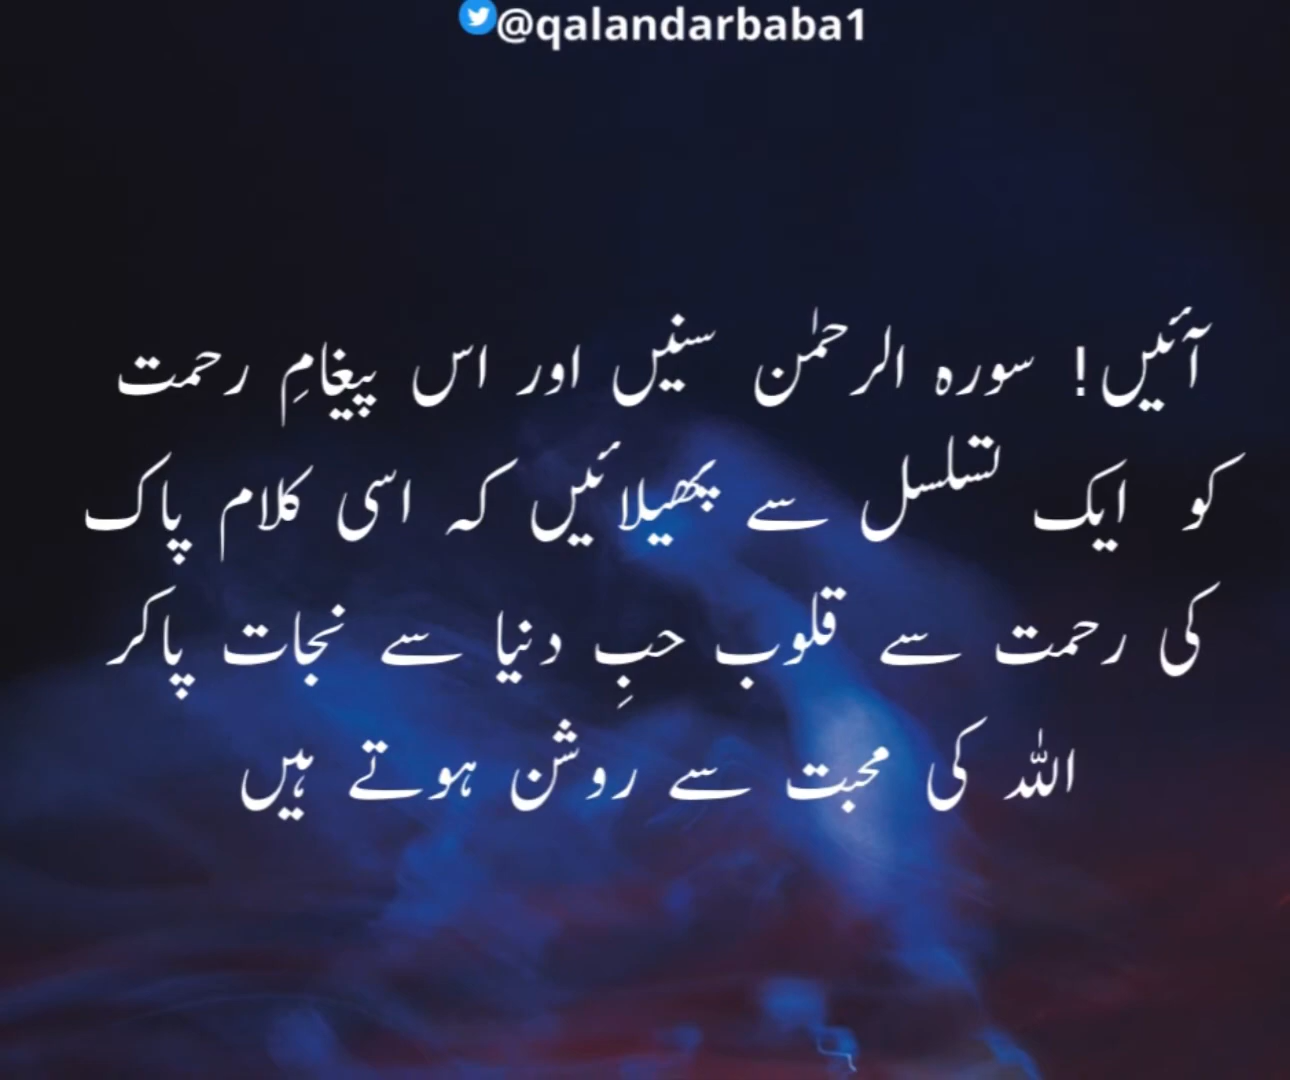 @qalandarbaba1
آئیں! سورہ الرحمٰن سنیں اور اس پیغامِ رحمت
کو ایک تسلسل سے پھیلائیں کہ اسی کلام پاک
کی رحمت سے قلوب حبِ دنیا سے نجات پاکر
اللہ کی محبت سے روشن ہوتے ہیں